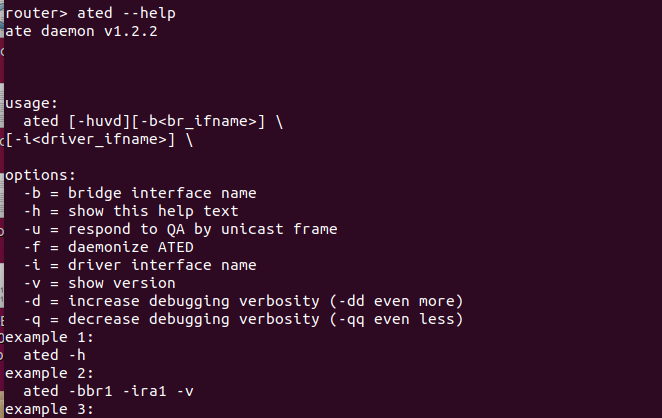 router> ated --help
ate daemon v1.2.2
usage:
  ated [-huvd][-b<br_ifname>] \
[-i<driver_ifname>] \
options:
  -b = bridge interface name
  -h = show this help text
  -u = respond to QA by unicast frame
  -f = daemonize ATED
  -i = driver interface name
  -v = show version
  -d = increase debugging verbosity (-dd even more)
  -q = decrease debugging verbosity (-qq even less)
example 1:
  ated -h
example 2:
  ated -bbr1 -ira1 -v
example 3: